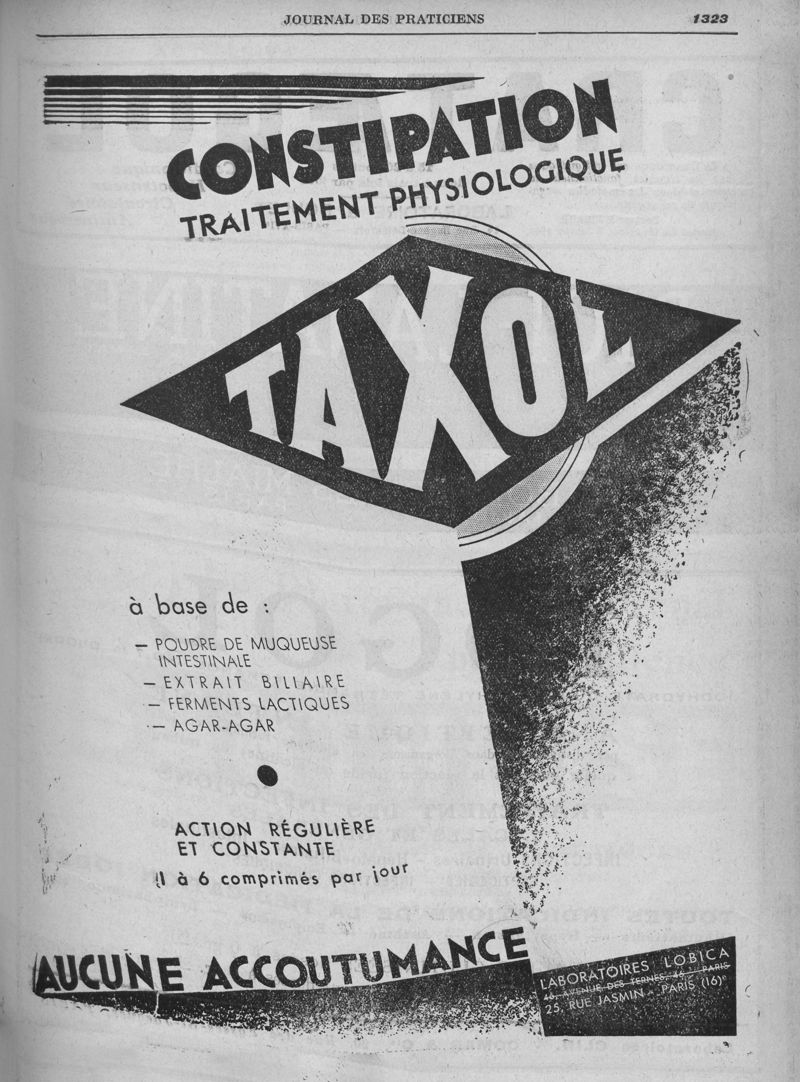 JOURNAL DES PRATICIENS
1323
CONSTIPATION
TRAITEMENT PHYSIOLOGIQUE
TAXOL
à base de :
— POUDRE DE MUQUEUSE
INTESTINALE
— EXTRAIT BILIAIRE
— FERMENTS LACTIQUES
— AGAR-AGAR
ACTION RÉGULIÈRE
ET CONSTANTE
1 à 6 comprimés par jour
AUCUNE ACCOUTUMANCE
LABORATOIRES LOBICA
46, AVENUE DES TERNES, 46 - PARIS
25, RUE JASMIN - PARIS (16)e